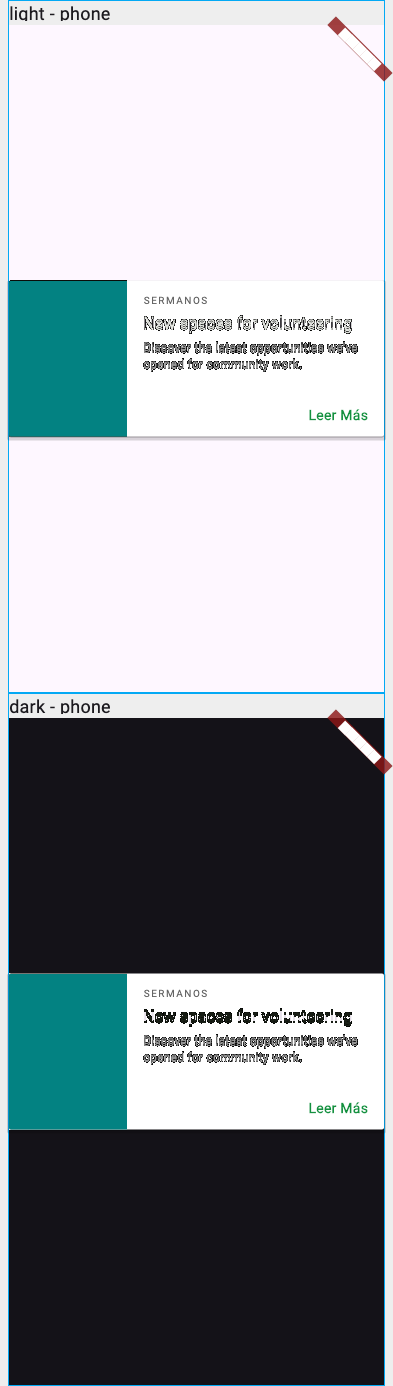 light - phone
SERMANOS
New spaces for volunteering
Discover the latest opportunities we've
opened for community work.
Leer Más
dark - phone
SERMANOS
New spaces for volunteering
Discover the latest opportunities we've
opened for community work.
Leer Más